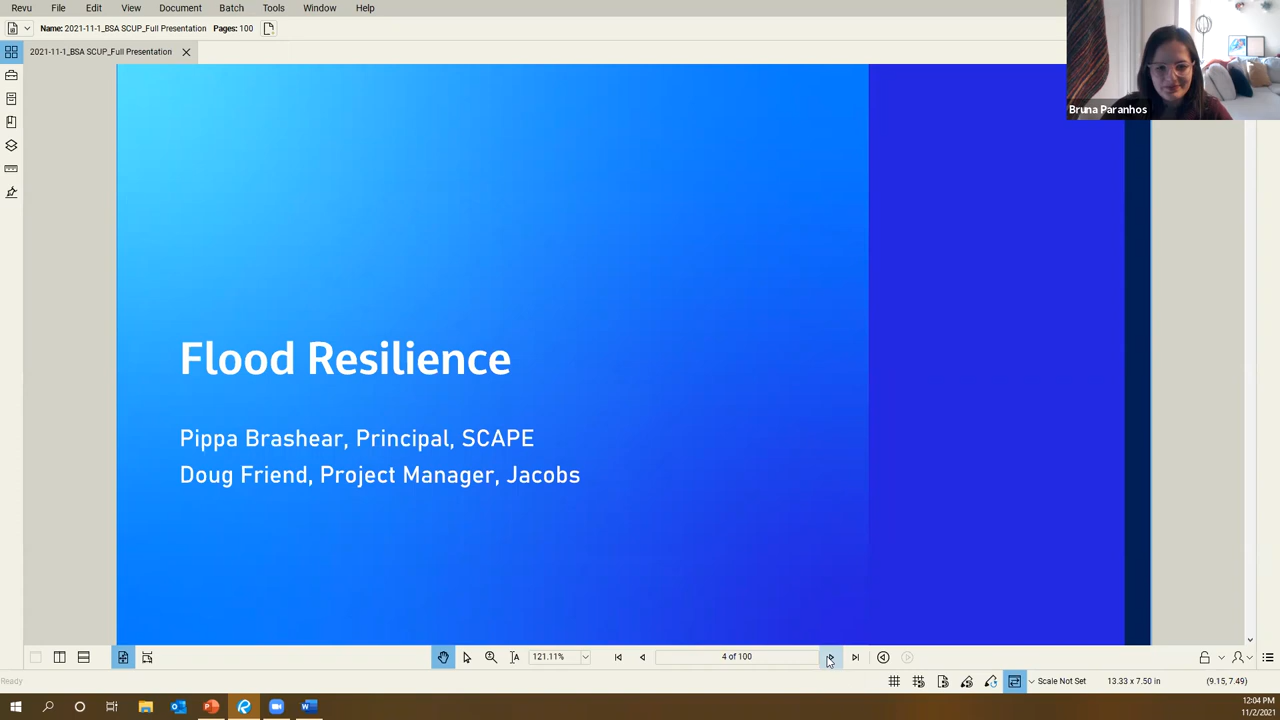 Revu File Edit View Document Batch Tools Window Help
Name: 2021-11-1_BSA SCUP_Full Presentation Pages: 100
2021-11-1_BSA SCUP_Full Presentation
Bruna Paranhos
Flood Resilience
Pippa Brashear, Principal, SCAPE
Doug Friend, Project Manager, Jacobs
121.11% 4 of 100
Ready Scale Not Set 13.33 x 7.50 in (9.15, 7.49)
12:04 PM
11/2/2021